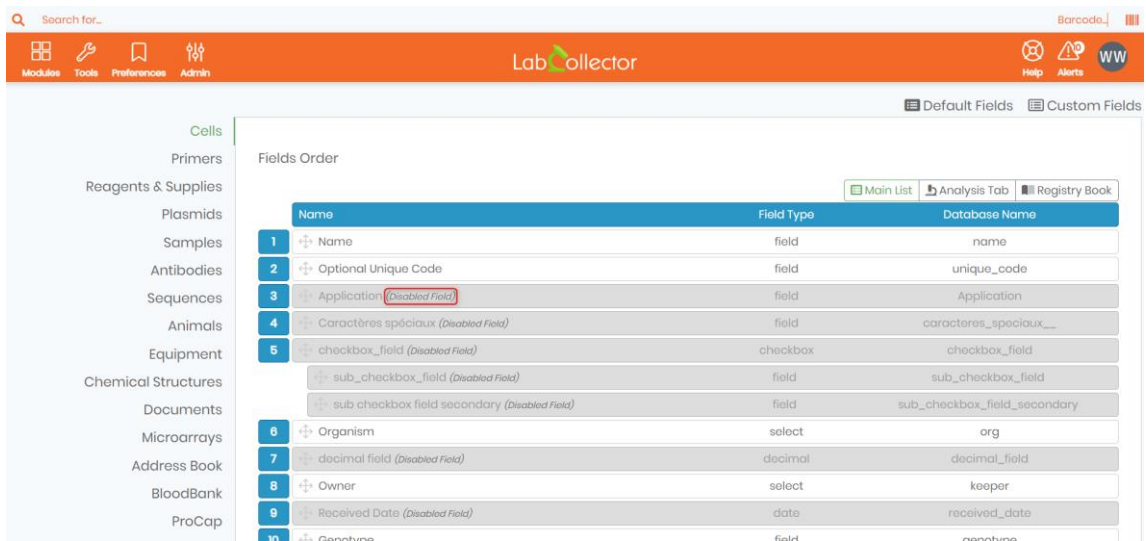 Search for...
Barcode...
Modules Tools Preferences Admin
LabCollector
Help Alerts 0 WW
Default Fields Custom Fields
Cells
Primers
Reagents & Supplies
Plasmids
Samples
Antibodies
Sequences
Animals
Equipment
Chemical Structures
Documents
Microarrays
Address Book
BloodBank
ProCap
Fields Order
Main List Analysis Tab Registry Book
Name Field Type Database Name
1 Name field name
2 Optional Unique Code field unique_code
3 Application (Disabled Field) field Application
4 Caractères spéciaux (Disabled Field) field caracteres_speciaux__
5 checkbox_field (Disabled Field) checkbox checkbox_field
sub_checkbox_field (Disabled Field) field sub_checkbox_field
sub checkbox field secondary (Disabled Field) field sub_checkbox_field_secondary
6 Organism select org
7 decimal field (Disabled Field) decimal decimal_field
8 Owner select keeper
9 Received Date (Disabled Field) date received_date
10 Genotype field genotype